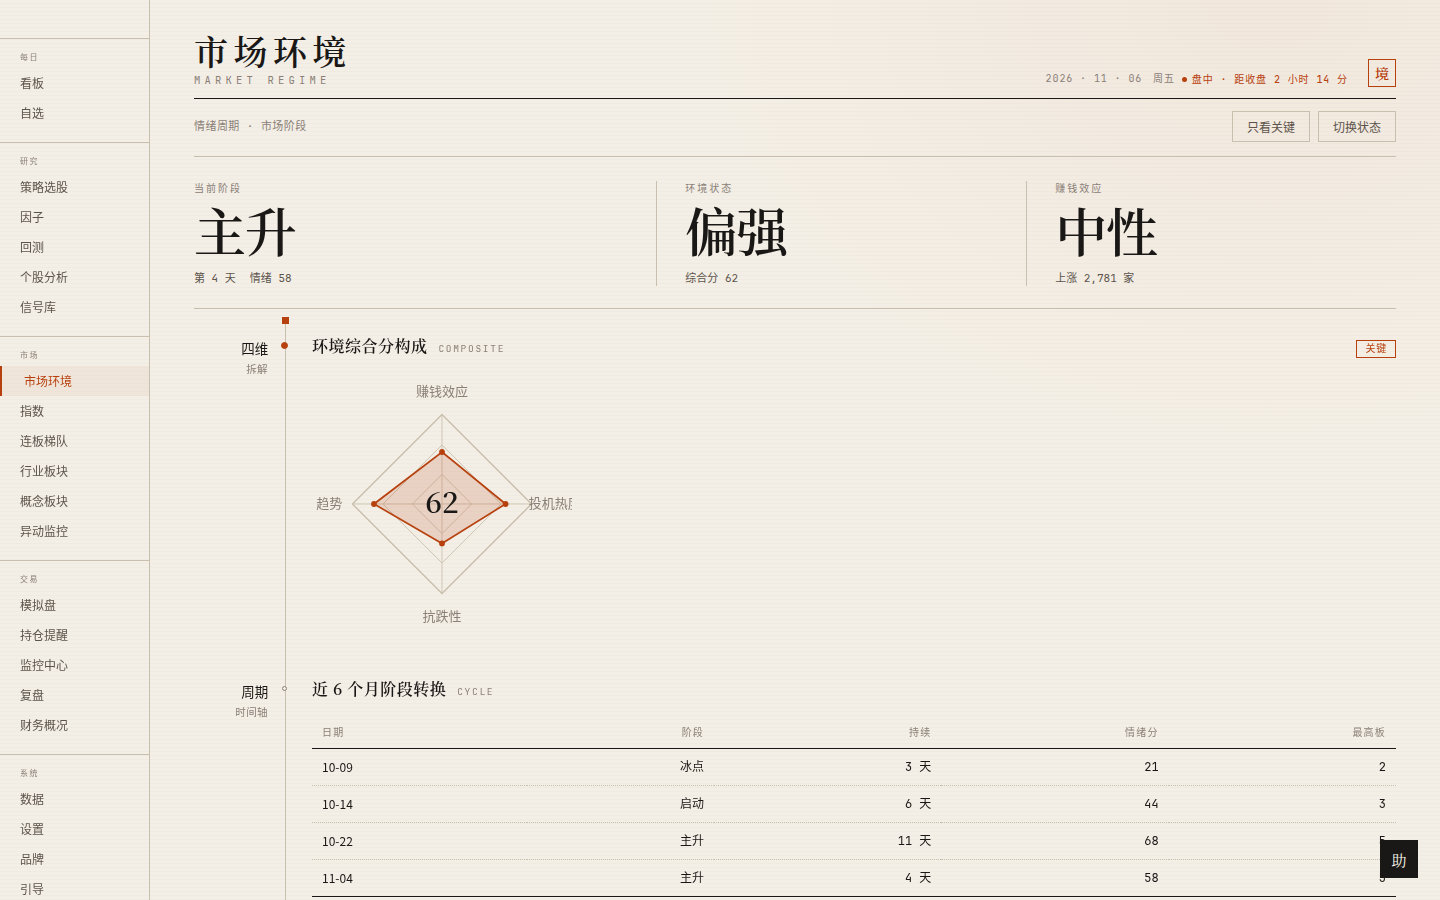 每日
看板
自选
研究
策略选股
因子
回测
个股分析
信号库
市场
市场环境
指数
连板梯队
行业板块
概念板块
异动监控
交易
模拟盘
持仓提醒
监控中心
复盘
财务概况
系统
数据
设置
品牌
引导
市场环境
MARKET REGIME
2026 · 11 · 06 周五 盘中 · 距收盘 2 小时 14 分
境
情绪周期 · 市场阶段
只看关键 切换状态
当前阶段
主升
第 4 天 情绪 58
环境状态
偏强
综合分 62
赚钱效应
中性
上涨 2,781 家
四维
拆解
环境综合分构成 COMPOSITE
关键
赚钱效应
趋势
62
投机热
抗跌性
周期
时间轴
近 6 个月阶段转换 CYCLE
日期 阶段 持续 情绪分 最高板
10-09 冰点 3 天 21 2
10-14 启动 6 天 44 3
10-22 主升 11 天 68
11-04 主升 4 天 58
助